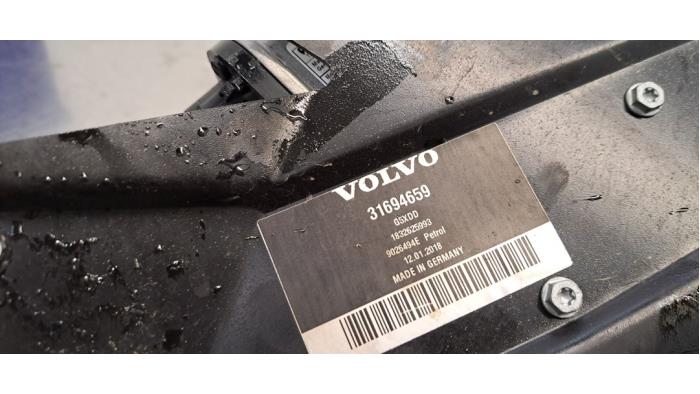 VOLVO
31694659
GSXDD
1832625993
9026494E Petrol
12.01.2018
MADE IN GERMANY